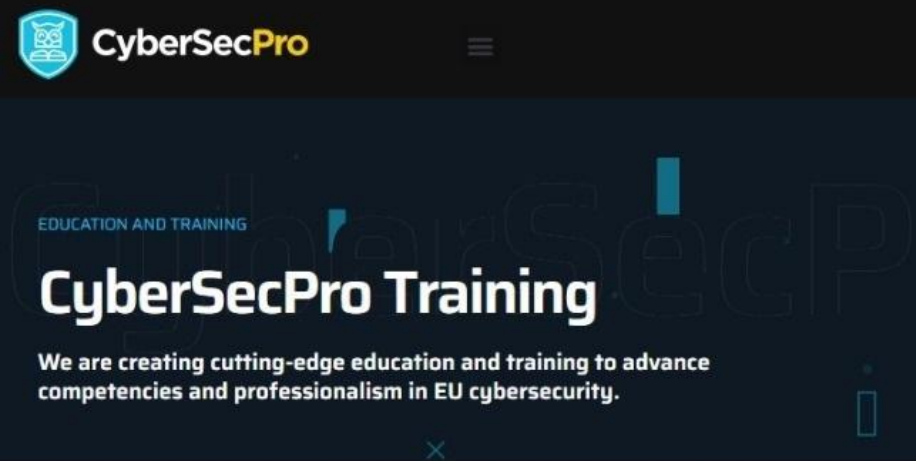 CyberSecPro
EDUCATION AND TRAINING
CyberSecPro Training
We are creating cutting-edge education and training to advance
competencies and professionalism in EU cybersecurity.
CyberSecP